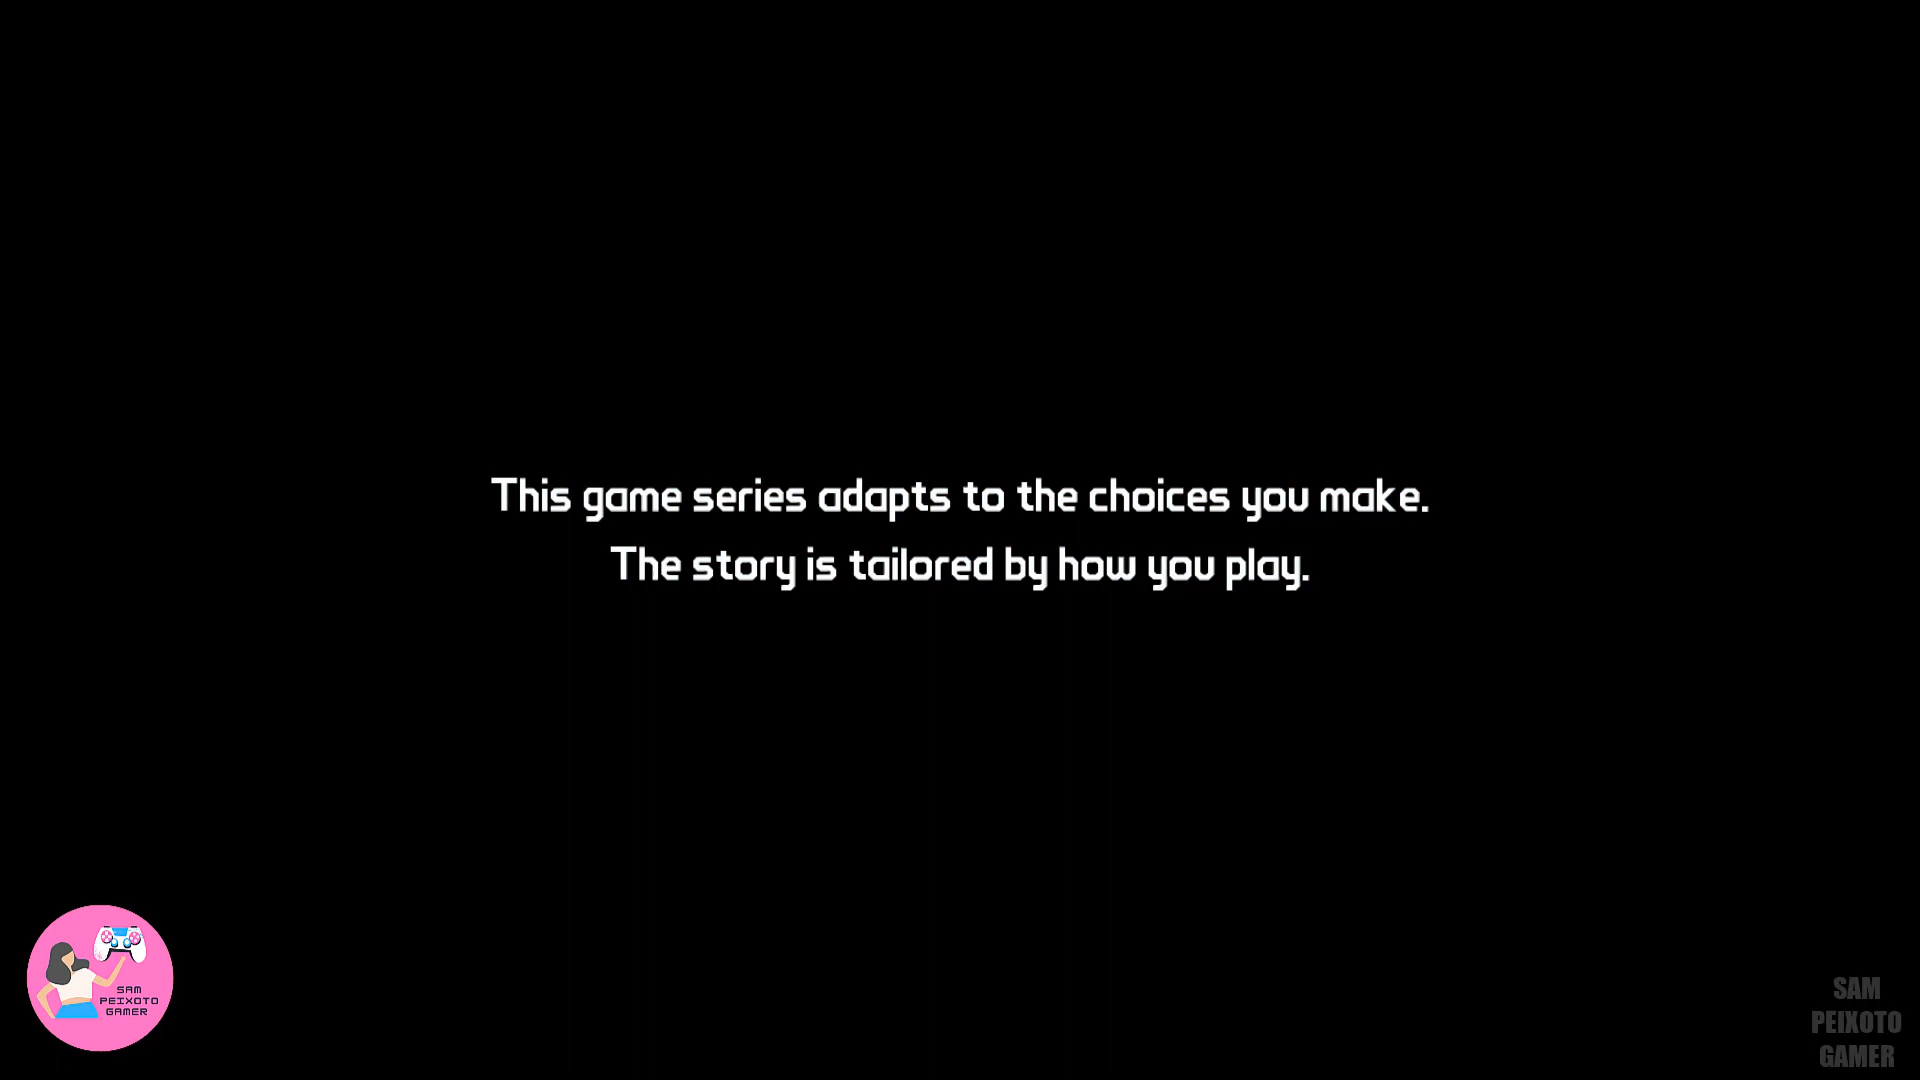 This game series adapts to the choices you make.
The story is tailored by how you play.
SAM
PEIXOTO
GAMER
SAM
PEIXOTO
GAMER